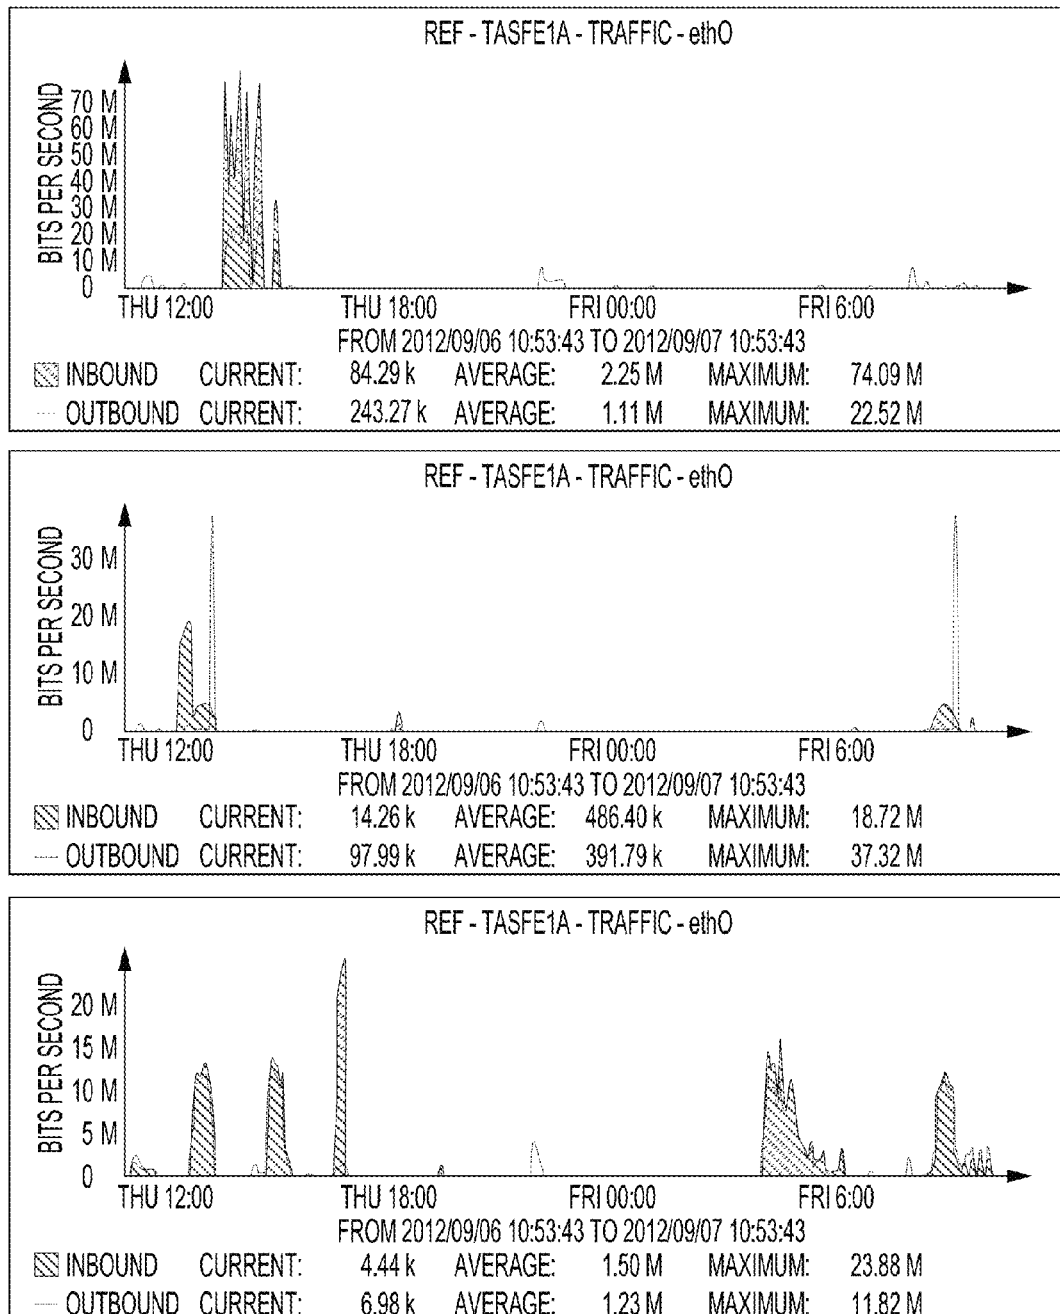 REF - TASFE1A - TRAFFIC - ethO
BITS PER SECOND
70 M
60 M
50 M
40 M
30 M
20 M
10 M
0
THU 12:00 THU 18:00 FRI 00:00 FRI 6:00
FROM 2012/09/06 10:53:43 TO 2012/09/07 10:53:43
INBOUND CURRENT: 84.29 k AVERAGE: 2.25 M MAXIMUM: 74.09 M
OUTBOUND CURRENT: 243.27 k AVERAGE: 1.11 M MAXIMUM: 22.52 M
REF - TASFE1A - TRAFFIC - ethO
BITS PER SECOND
30 M
20 M
10 M
0
THU 12:00 THU 18:00 FRI 00:00 FRI 6:00
FROM 2012/09/06 10:53:43 TO 2012/09/07 10:53:43
INBOUND CURRENT: 14.26 k AVERAGE: 486.40 k MAXIMUM: 18.72 M
OUTBOUND CURRENT: 97.99 k AVERAGE: 391.79 k MAXIMUM: 37.32 M
REF - TASFE1A - TRAFFIC - ethO
BITS PER SECOND
20 M
15 M
10 M
5 M
0
THU 12:00 THU 18:00 FRI 00:00 FRI 6:00
FROM 2012/09/06 10:53:43 TO 2012/09/07 10:53:43
INBOUND CURRENT: 4.44 k AVERAGE: 1.50 M MAXIMUM: 23.88 M
OUTBOUND CURRENT: 6.98 k AVERAGE: 1.23 M MAXIMUM: 11.82 M